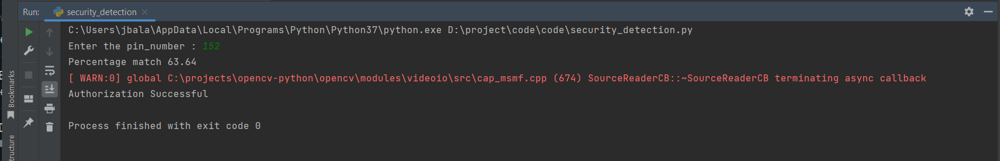 Run: security_detection
C:\Users\jbala\AppData\Local\Programs\Python\Python37\python.exe D:\project\code\code\security_detection.py
Enter the pin_number : 152
Percentage match 63.64
[ WARN:0] global C:\projects\opencv-python\opencv\modules\videoio\src\cap_msmf.cpp (674) SourceReaderCB::~SourceReaderCB terminating async callback
Authorization Successful
Process finished with exit code 0
Bookmarks